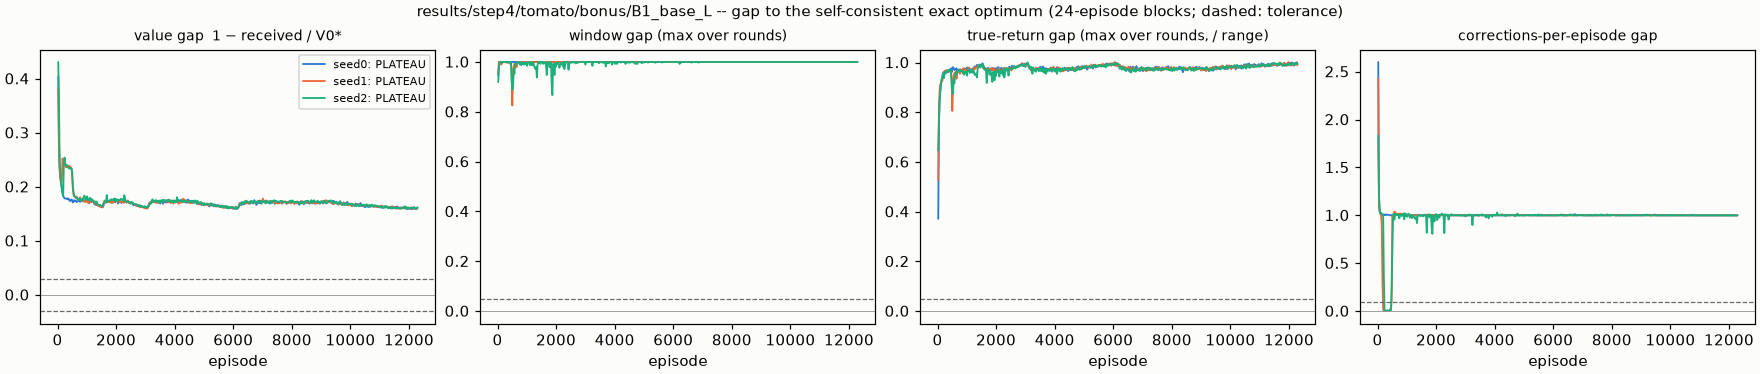 results/step4/tomato/bonus/B1_base_L -- gap to the self-consistent exact optimum (24-episode blocks; dashed: tolerance)
value gap 1 − received / V0*
0.4
0.3
0.2
0.1
0.0
seed0: PLATEAU
seed1: PLATEAU
seed2: PLATEAU
0 2000 4000 6000 8000 10000 12000
episode
window gap (max over rounds)
1.0
0.8
0.6
0.4
0.2
0.0
0 2000 4000 6000 8000 10000 12000
episode
true-return gap (max over rounds, / range)
1.0
0.8
0.6
0.4
0.2
0.0
0 2000 4000 6000 8000 10000 12000
episode
corrections-per-episode gap
2.5
2.0
1.5
1.0
0.5
0.0
0 2000 4000 6000 8000 10000 12000
episode